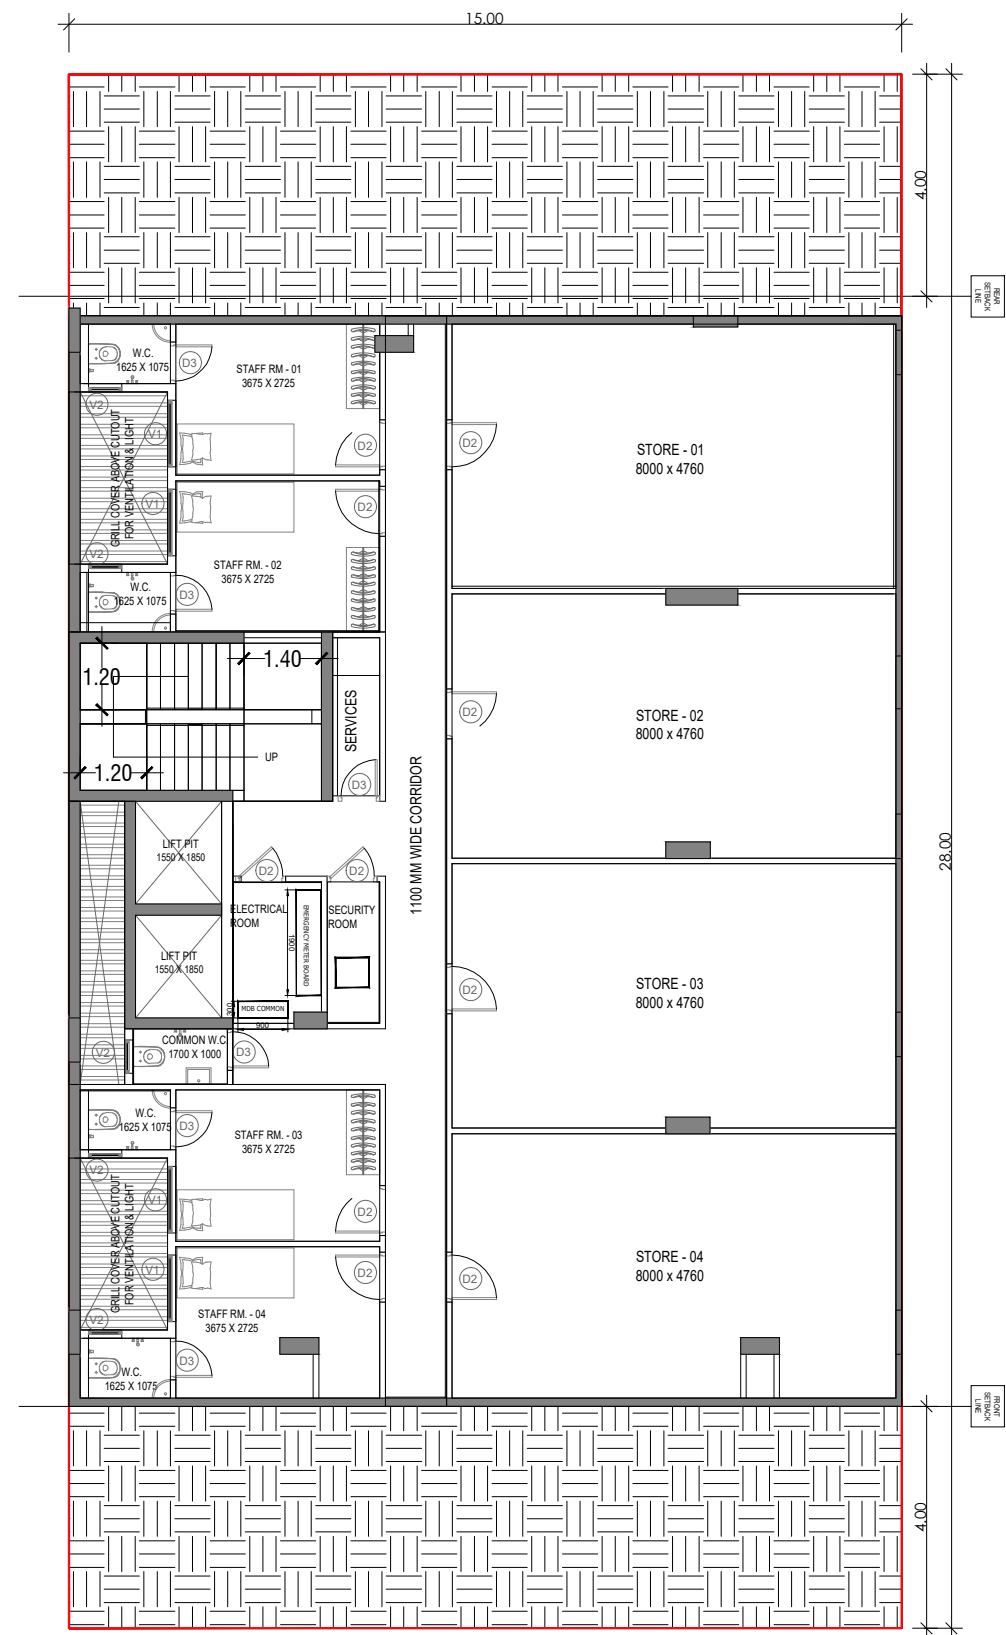 15.00
4.00
REAR
SETBACK
LINE
W.C.
1625 X 1075
D3
STAFF RM - 01
3675 X 2725
V2
V1
D2
GRILL COVER ABOVE CUTOUT
FOR VENTILATION & LIGHT
D2
STORE - 01
8000 x 4760
V1
D2
V2
W.C.
1625 X 1075
D3
STAFF RM. - 02
3675 X 2725
1.20
1.40
SERVICES
UP
1.20
D3
D2
STORE - 02
8000 x 4760
1100 MM WIDE CORRIDOR
28.00
LIFT PIT
1550 X 1850
D2
D2
ELECTRICAL
ROOM
EMERGENCY METER BOARD
1900
SECURITY
ROOM
LIFT PIT
1550 X 1850
MDB COMMON
300
900
D2
STORE - 03
8000 x 4760
V2
COMMON W.C.
1700 X 1000
D3
W.C.
1625 X 1075
D3
STAFF RM. - 03
3675 X 2725
V2
V1
D2
GRILL COVER ABOVE CUTOUT
FOR VENTILATION & LIGHT
V1
D2
D2
STORE - 04
8000 x 4760
V2
STAFF RM. - 04
3675 X 2725
W.C.
1625 X 1075
D3
FRONT
SETBACK
LINE
4.00